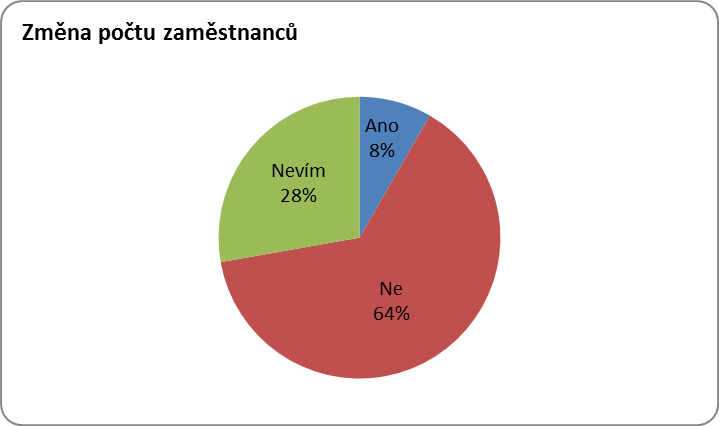 Změna počtu zaměstnanců
Ano
8%
Nevím
28%
Ne
64%